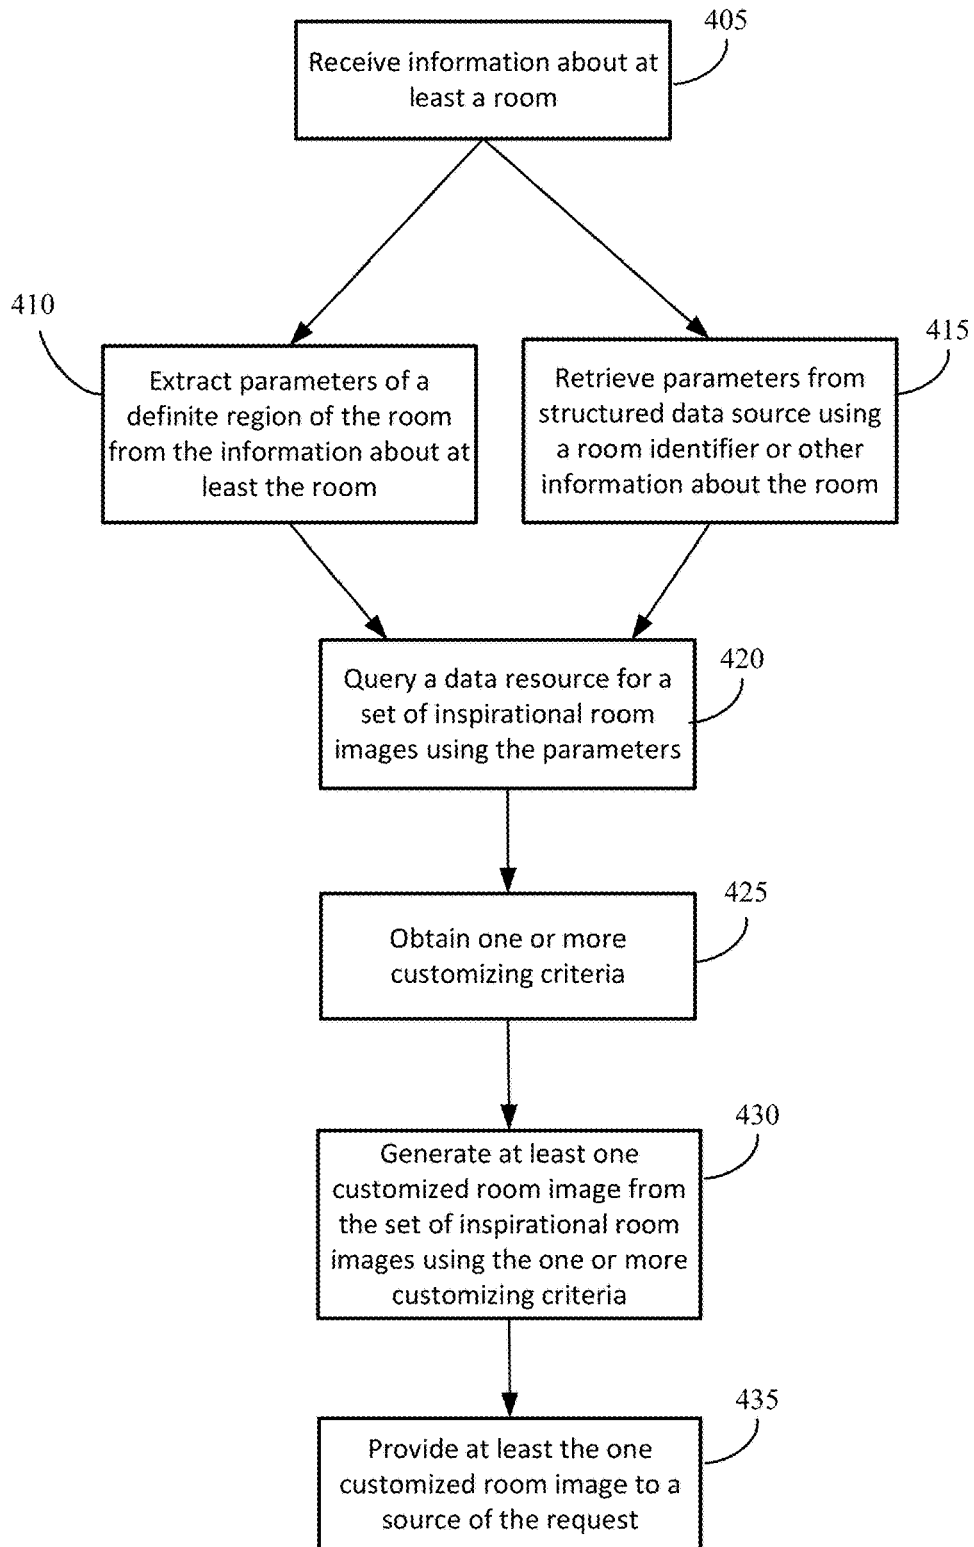 405
Receive information about at
least a room
410
Extract parameters of a
definite region of the room
from the information about at
least the room
415
Retrieve parameters from
structured data source using
a room identifier or other
information about the room
420
Query a data resource for a
set of inspirational room
images using the parameters
425
Obtain one or more
customizing criteria
430
Generate at least one
customized room image from
the set of inspirational room
images using the one or more
customizing criteria
435
Provide at least the one
customized room image to a
source of the request